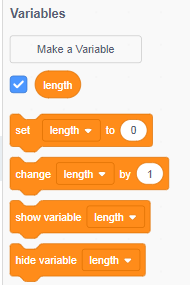 Variables
Make a Variable
length
set length to 0
change length by 1
show variable length
hide variable length